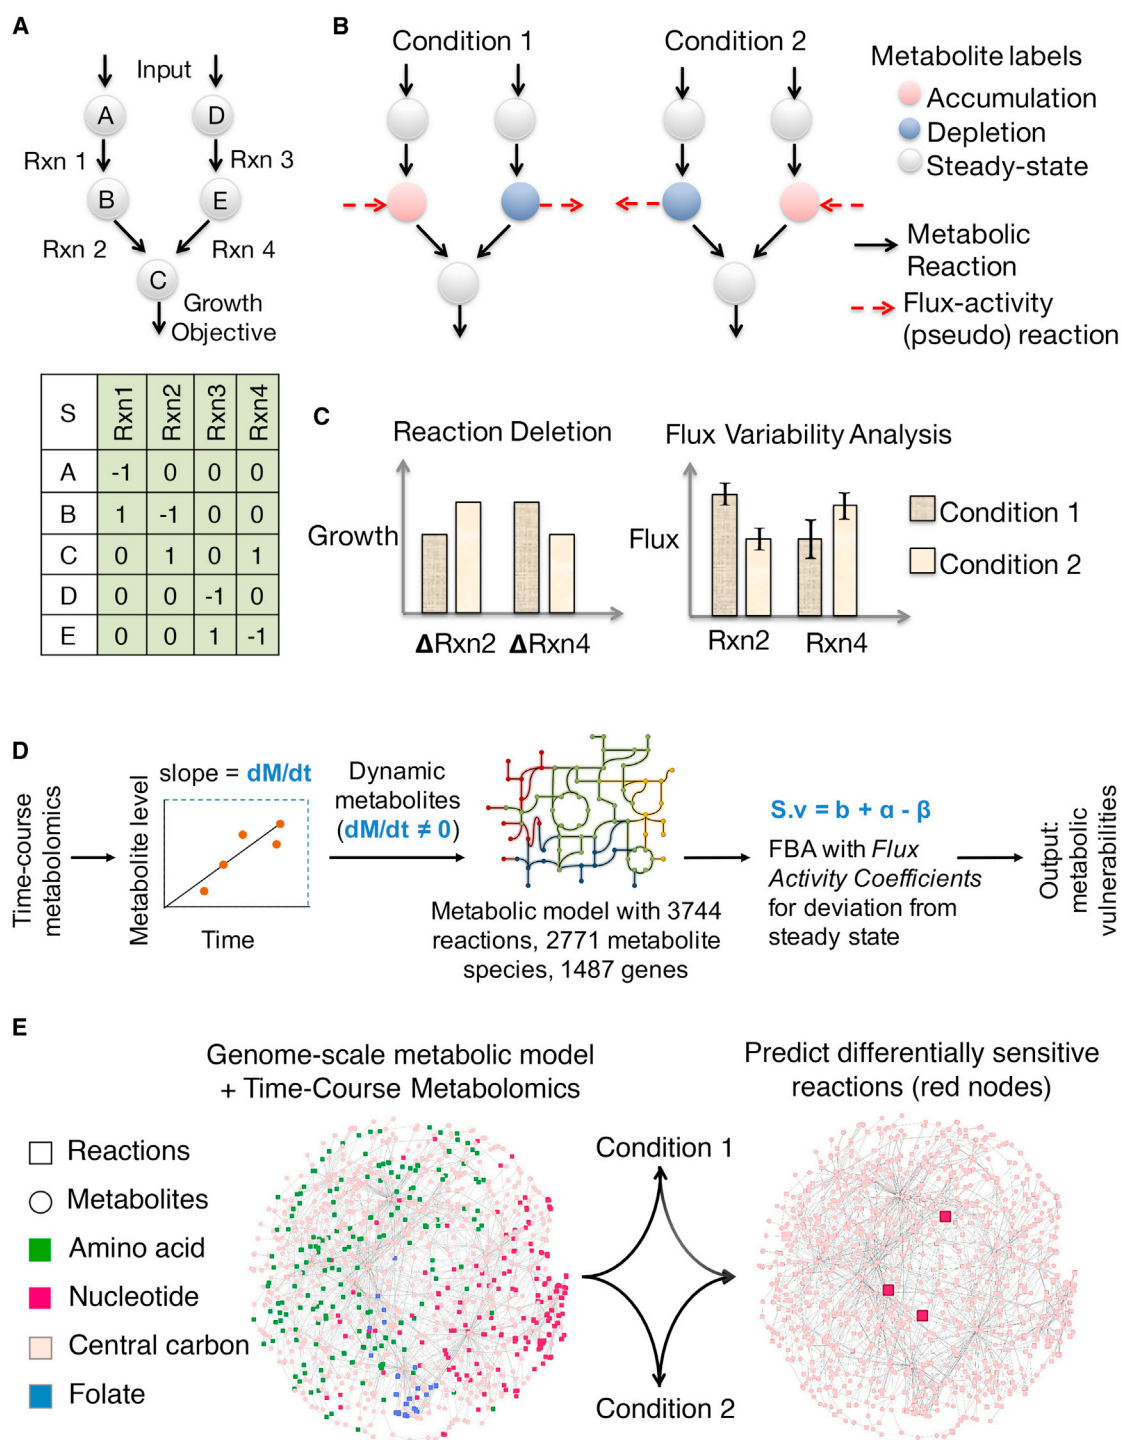 A
Input
A
D
Rxn 1
Rxn 3
B
E
Rxn 2
Rxn 4
C
Growth
Objective
S Rxn1 Rxn2 Rxn3 Rxn4
A -1 0 0 0
B 1 -1 0 0
C 0 1 0 1
D 0 0 -1 0
E 0 0 1 -1
B
Condition 1
Condition 2
Metabolite labels
Accumulation
Depletion
Steady-state
Metabolic
Reaction
Flux-activity
(pseudo) reaction
C
Reaction Deletion
Growth
ΔRxn2 ΔRxn4
Flux Variability Analysis
Flux
Rxn2 Rxn4
Condition 1
Condition 2
D
Time-course
metabolomics
slope = dM/dt
Metabolite level
Time
Dynamic
metabolites
(dM/dt ≠ 0)
Metabolic model with 3744
reactions, 2771 metabolite
species, 1487 genes
S.v = b + α - β
FBA with Flux
Activity Coefficients
for deviation from
steady state
Output:
metabolic
vulnerabilities
E
Genome-scale metabolic model
+ Time-Course Metabolomics
Predict differentially sensitive
reactions (red nodes)
Reactions
Metabolites
Amino acid
Nucleotide
Central carbon
Folate
Condition 1
Condition 2